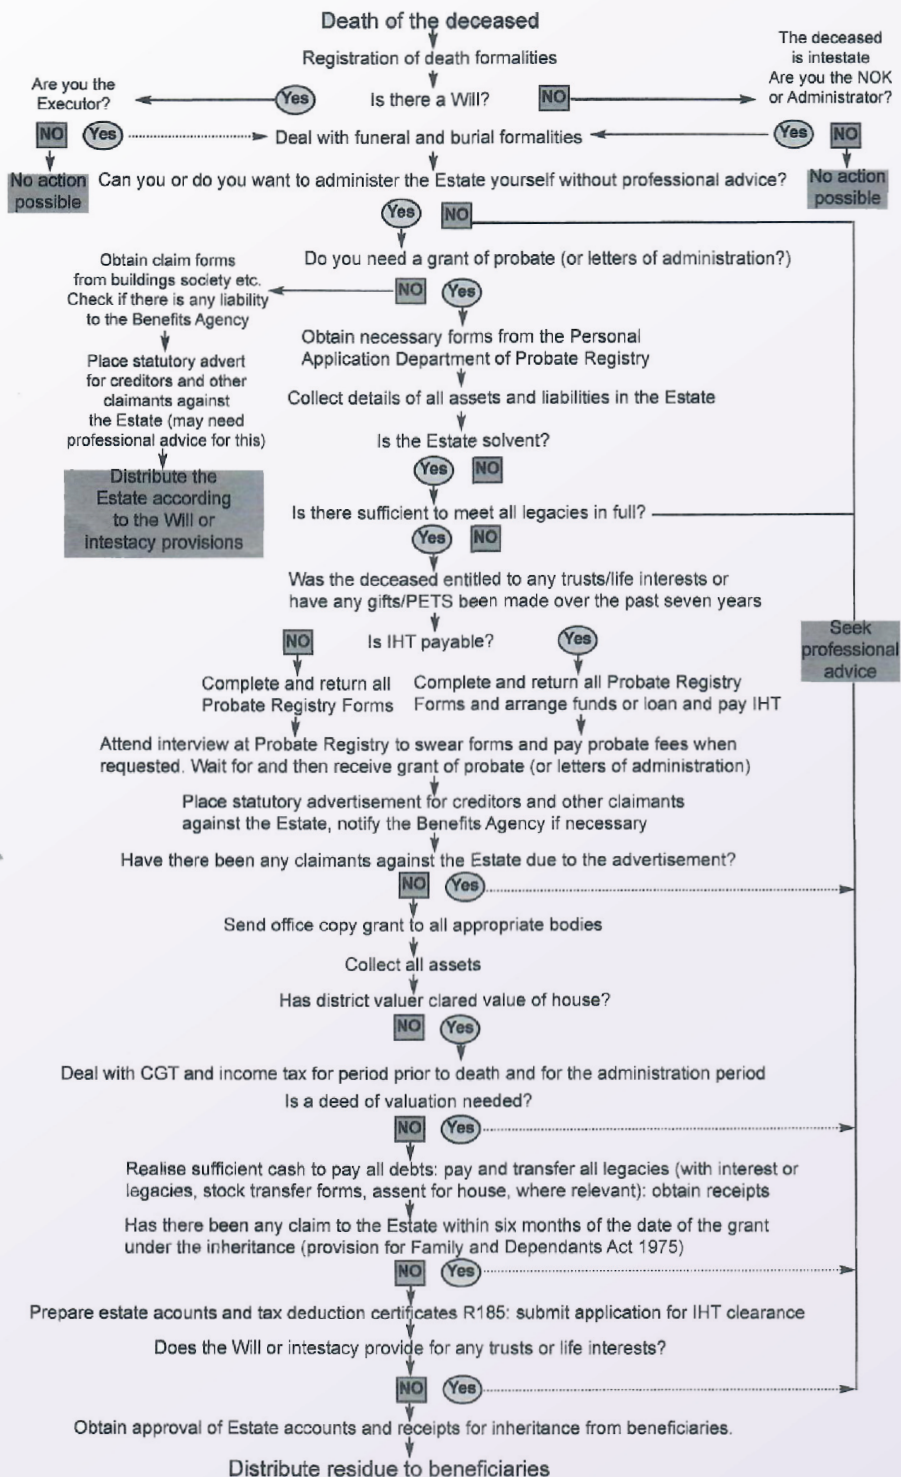 Death of the deceased
Registration of death formalities
The deceased
is intestate
Are you the NOK
or Administrator?
Are you the
Executor?
Yes
Is there a Will?
NO
NO
Yes
Deal with funeral and burial formalities
Yes
NO
No action
possible
Can you or do you want to administer the Estate yourself without professional advice?
No action
possible
Yes
NO
Do you need a grant of probate (or letters of administration?)
NO
Yes
Obtain claim forms
from buildings society etc.
Check if there is any liability
to the Benefits Agency
Place statutory advert
for creditors and other
claimants against
the Estate (may need
professional advice for this)
Distribute the
Estate according
to the Will or
intestacy provisions
Obtain necessary forms from the Personal
Application Department of Probate Registry
Collect details of all assets and liabilities in the Estate
Is the Estate solvent?
Yes
NO
Is there sufficient to meet all legacies in full?
Yes
NO
Was the deceased entitled to any trusts/life interests or
have any gifts/PETS been made over the past seven years
NO
Is IHT payable?
Yes
Seek
professional
advice
Complete and return all
Probate Registry Forms
Complete and return all Probate Registry
Forms and arrange funds or loan and pay IHT
Attend interview at Probate Registry to swear forms and pay probate fees when
requested. Wait for and then receive grant of probate (or letters of administration)
Place statutory advertisement for creditors and other claimants
against the Estate, notify the Benefits Agency if necessary
Have there been any claimants against the Estate due to the advertisement?
NO
Yes
Send office copy grant to all appropriate bodies
Collect all assets
Has district valuer clared value of house?
NO
Yes
Deal with CGT and income tax for period prior to death and for the administration period
Is a deed of valuation needed?
NO
Yes
Realise sufficient cash to pay all debts: pay and transfer all legacies (with interest or
legacies, stock transfer forms, assent for house, where relevant): obtain receipts
Has there been any claim to the Estate within six months of the date of the grant
under the inheritance (provision for Family and Dependants Act 1975)
NO
Yes
Prepare estate acounts and tax deduction certificates R185: submit application for IHT clearance
Does the Will or intestacy provide for any trusts or life interests?
NO
Yes
Obtain approval of Estate accounts and receipts for inheritance from beneficiaries.
Distribute residue to beneficiaries